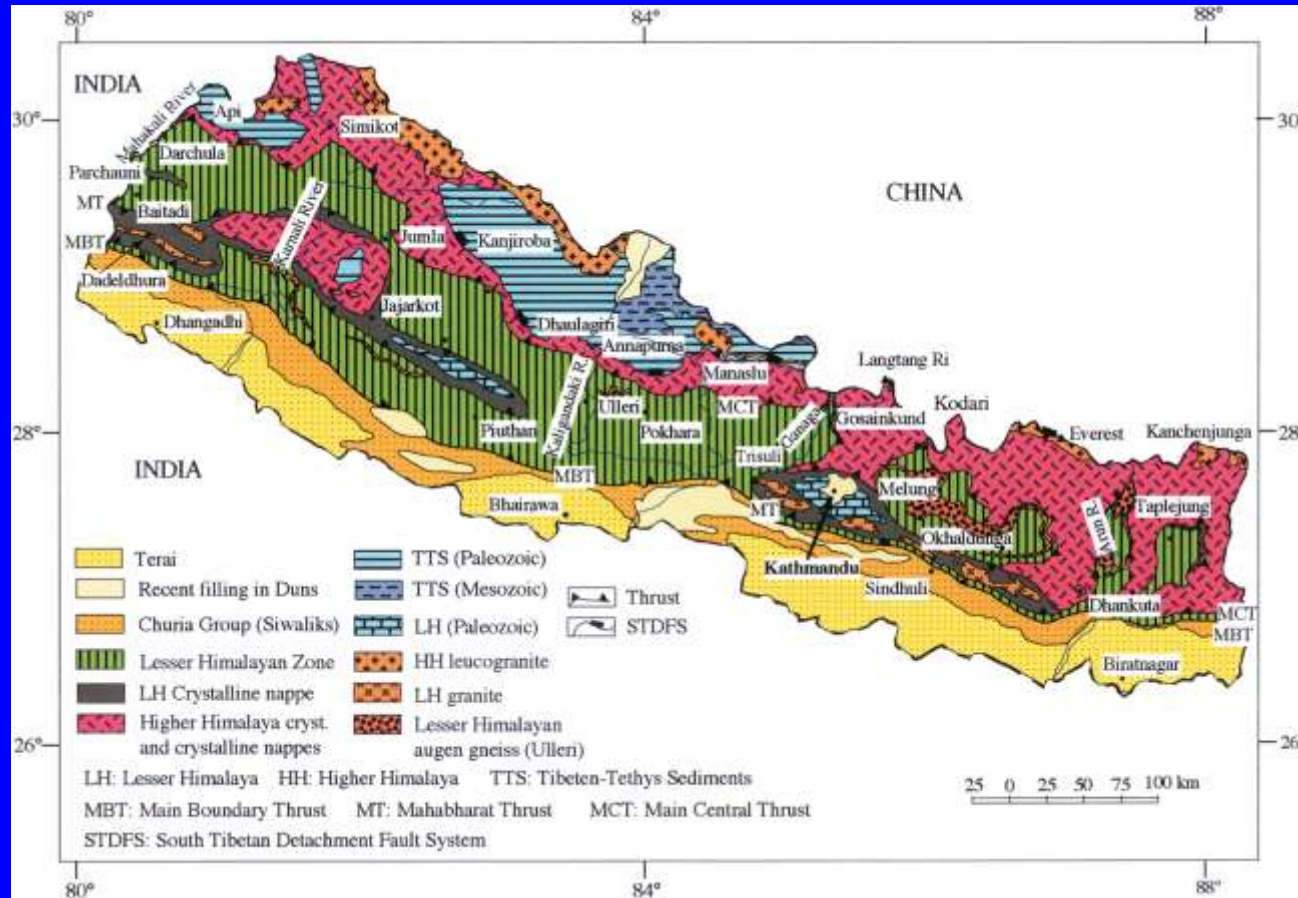 80° 84° 88°
INDIA
30° 30
Mahakali River
Api
Simikot
Darchula
Parchauni
CHINA
MT
Baitadi
Karnali River
Jumla
Kanjiroba
MBT
Dadeldhura
Jajarkot
Dhangadhi
Dhaulagiri
Annapurna
Langtang Ri
Manaslu
Kaligandaki R.
Ulleri
MCT
Gosainkund
Kodari
28° 28
Piuthan
Pokhara
Trisuli
Ganaga
Everest
Kanchenjunga
INDIA
MBT
Melung
Bhairawa
MT
Taplejung
Arun R.
Okhaldunga
Kathmandu
Sindhuli
Dhankuta
MCT
MBT
Biratnagar
Terai
Recent filling in Duns
Churia Group (Siwaliks)
Lesser Himalayan Zone
LH Crystalline nappe
Higher Himalaya cryst.
and crystalline nappes
TTS (Paleozoic)
TTS (Mesozoic)
LH (Paleozoic)
HH leucogranite
LH granite
Lesser Himalayan
augen gneiss (Ulleri)
Thrust
STDFS
26° 26
LH: Lesser Himalaya HH: Higher Himalaya TTS: Tibeten-Tethys Sediments
25 0 25 50 75 100 km
MBT: Main Boundary Thrust MT: Mahabharat Thrust MCT: Main Central Thrust
STDFS: South Tibetan Detachment Fault System
80° 84° 88°